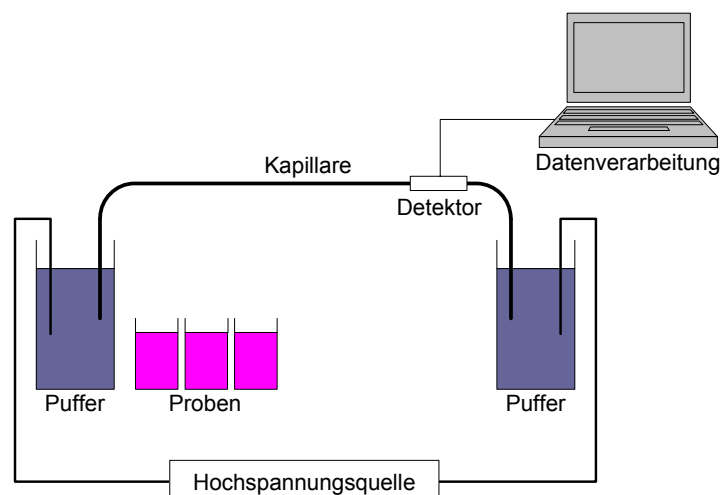 Datenverarbeitung
Kapillare
Detektor
Puffer
Proben
Puffer
Hochspannungsquelle